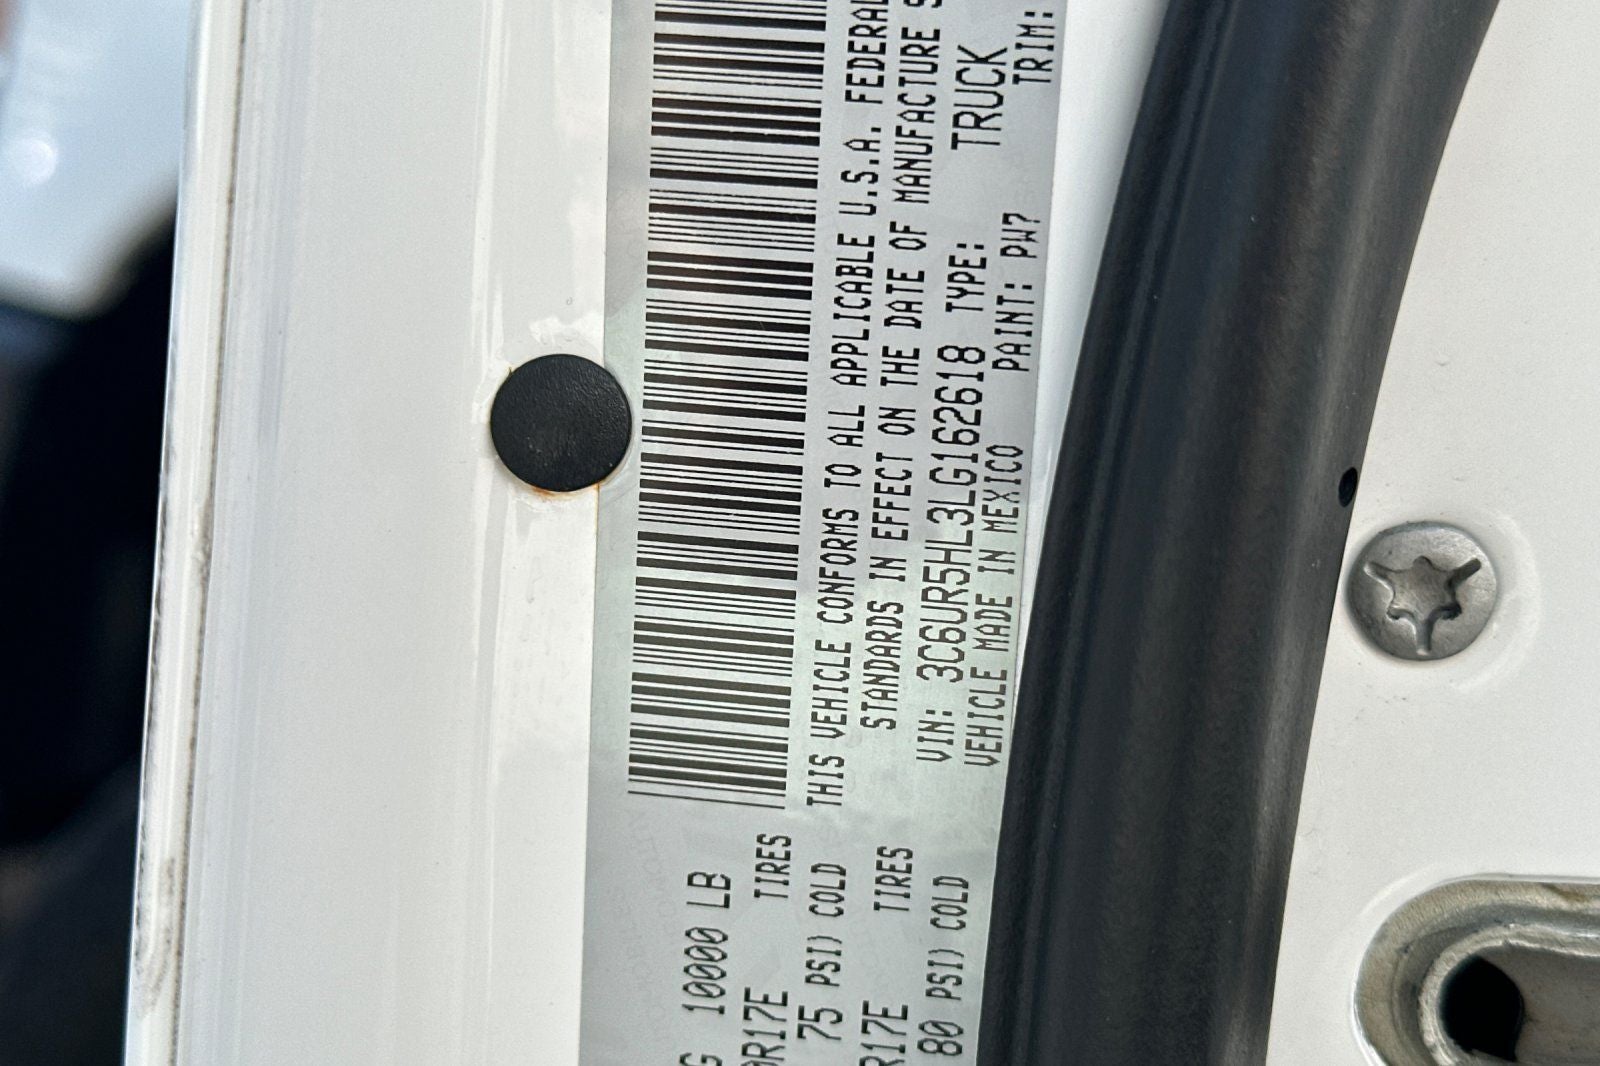 G 10000 LB
R17E TIRES
75 PSI) COLD
R17E TIRES
80 PSI) COLD
THIS VEHICLE CONFORMS TO ALL APPLICABLE U.S.A. FEDERAL
STANDARDS IN EFFECT ON THE DATE OF MANUFACTURE S
VIN: 3C6UR5HL3LG162618 TYPE: TRUCK
VEHICLE MADE IN MEXICO PAINT: PW7 TRIM: